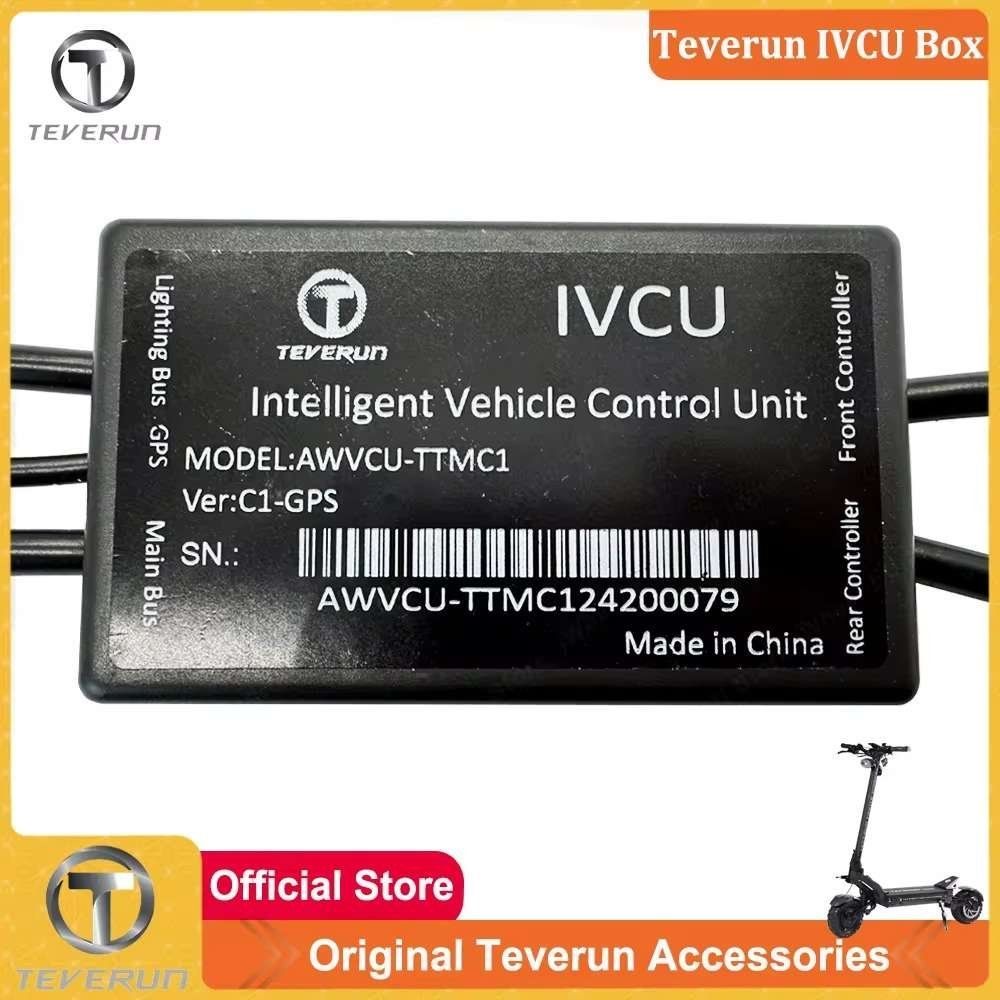 TEVERUN
Teverun IVCU Box
TEVERUN
IVCU
Intelligent Vehicle Control Unit
MODEL:AWVCU-TTMC1
Ver:C1-GPS
SN.:
AWVCU-TTMC124200079
Made in China
Lighting Bus
GPS
Main Bus
Front Controller
Rear Controller
TEVERUN
Official Store
Original Teverun Accessories